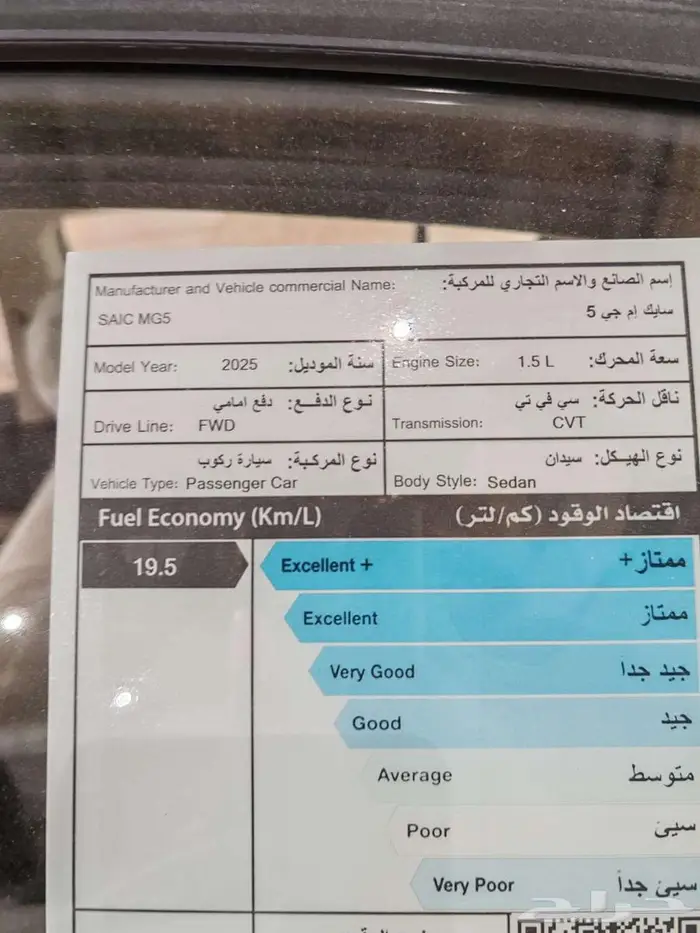 Manufacturer and Vehicle commercial Name: إسم الصانع والاسم التجاري للمركبة:
SAIC MG5 سايك إم جي 5
Model Year: 2025 سنة الموديل: Engine Size: 1.5 L سعة المحرك:
نوع الدفع: دفع امامي
Drive Line: FWD
ناقل الحركة: سي في تي
Transmission: CVT
نوع المركبة: سيارة ركوب
Vehicle Type: Passenger Car
نوع الهيكل: سيدان
Body Style: Sedan
Fuel Economy (Km/L) اقتصاد الوقود (كم/لتر)
19.5 Excellent + ممتاز+
Excellent ممتاز
Very Good جيد جداً
Good جيد
Average متوسط
Poor سيئ
Very Poor سيئ جداً
حراج